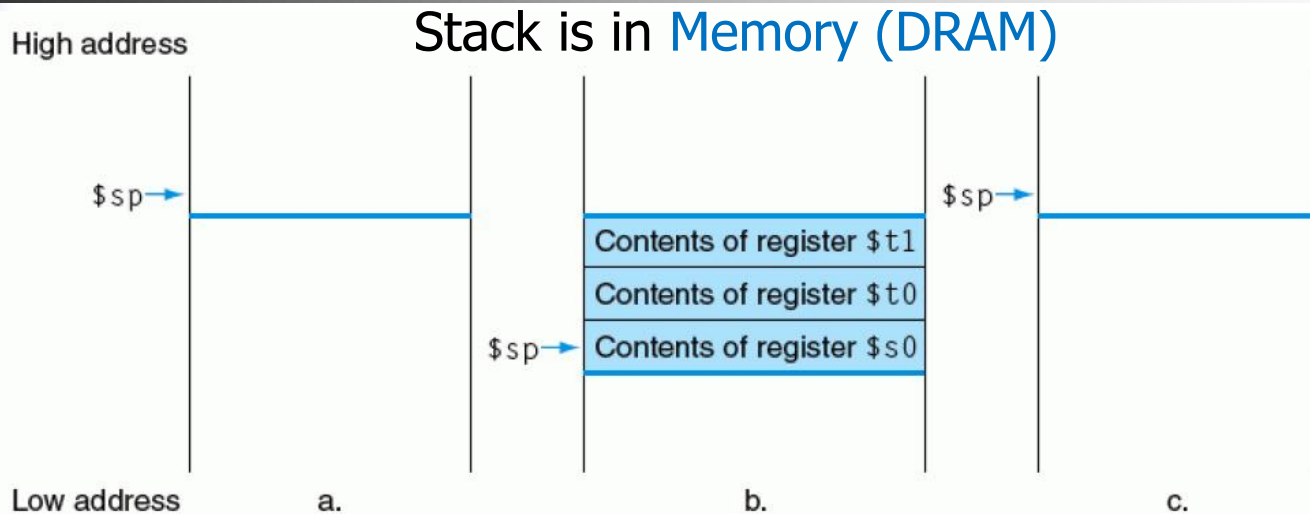 Stack is in Memory (DRAM)
High address
$sp
$sp
Contents of register $t1
Contents of register $t0
$sp
Contents of register $s0
Low address
a.
b.
c.